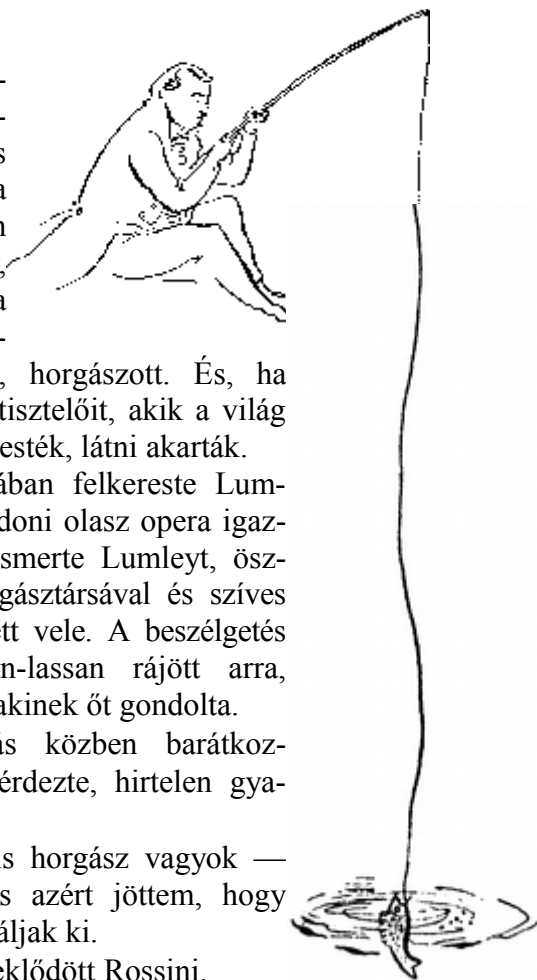 -
-
s
a
n
,
a
-
, horgászott. És, ha
tisztelőit, akik a világ
esték, látni akarták.
ában felkereste Lum-
doni olasz opera igaz-
smerte Lumleyt, ösz-
gásztársával és szíves
tt vele. A beszélgetés
n-lassan rájött arra,
akinek őt gondolta.
ás közben barátkoz-
érdezte, hirtelen gya-
is horgász vagyok —
s azért jöttem, hogy
áljak ki.
eklődött Rossini.